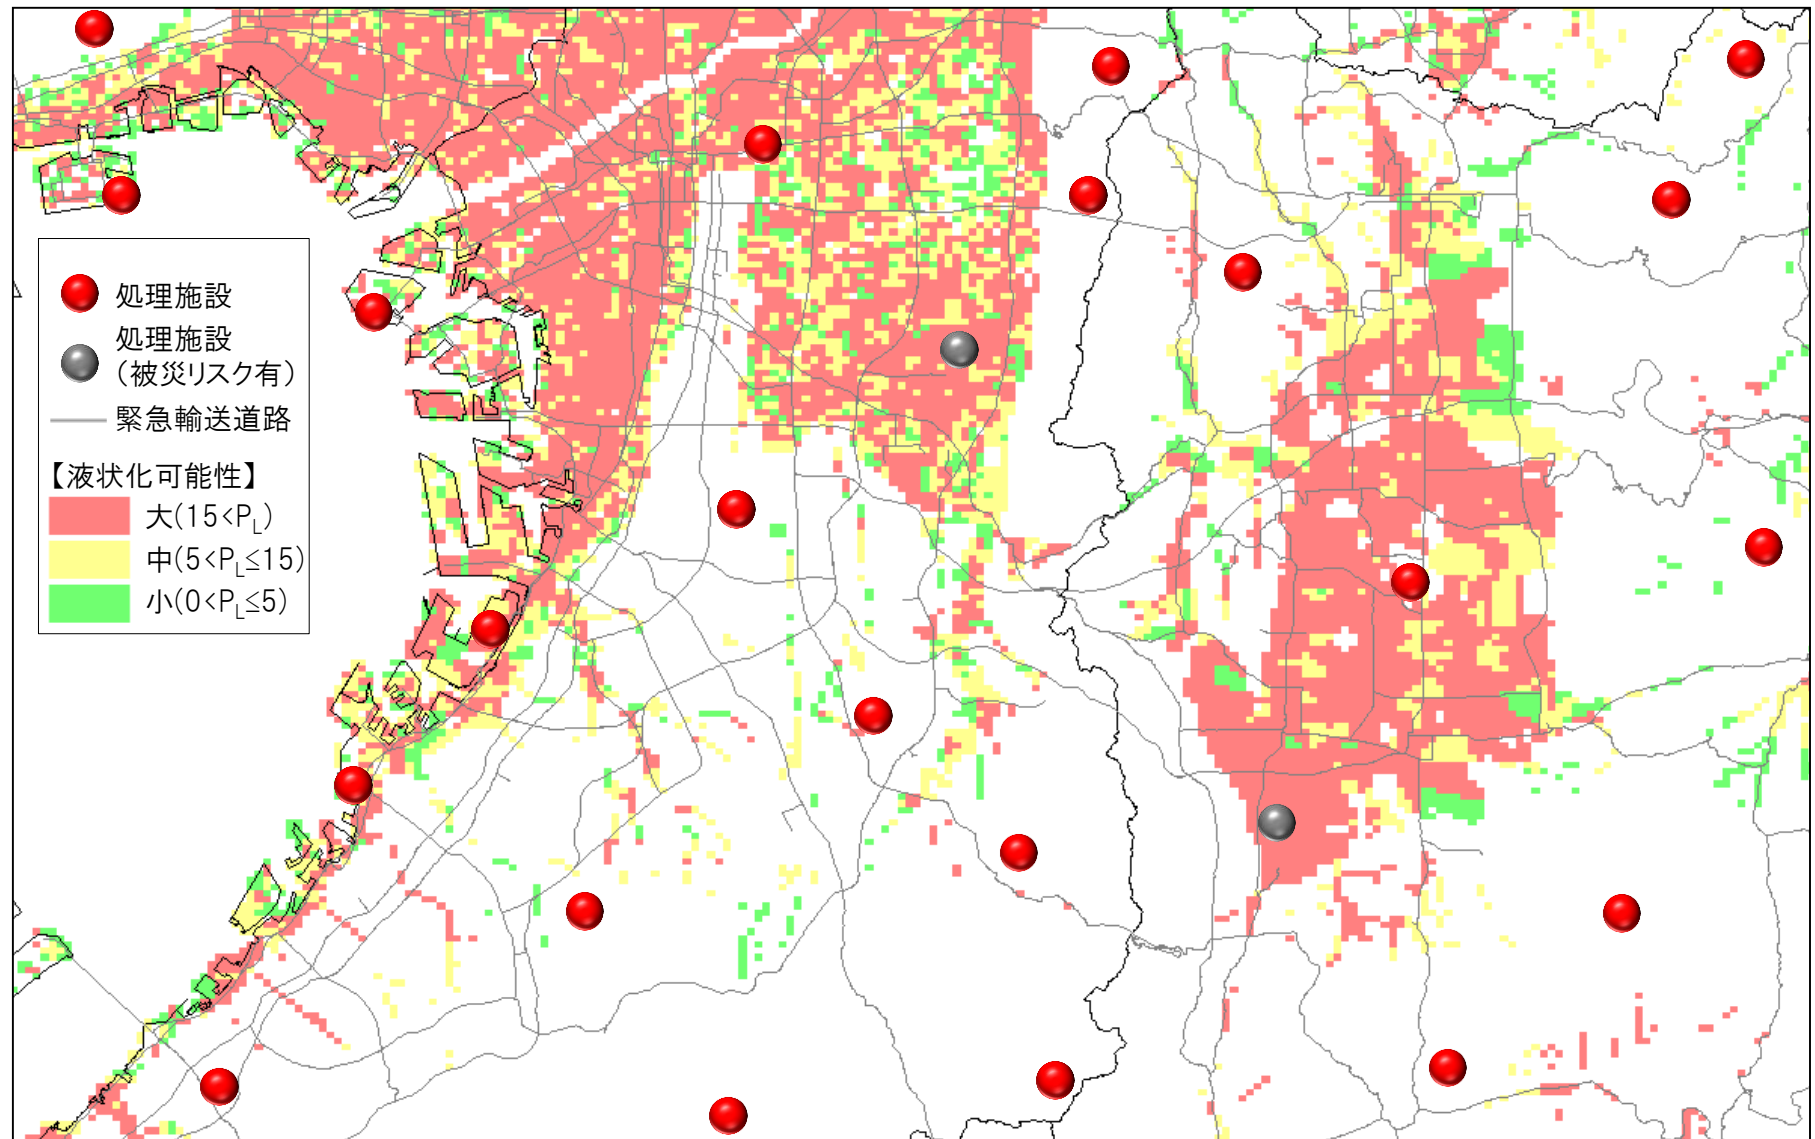 処理施設
処理施設
（被災リスク有）
緊急輸送道路
【液状化可能性】
大(15<PL)
中(5<PL≤15)
小(0<PL≤5)